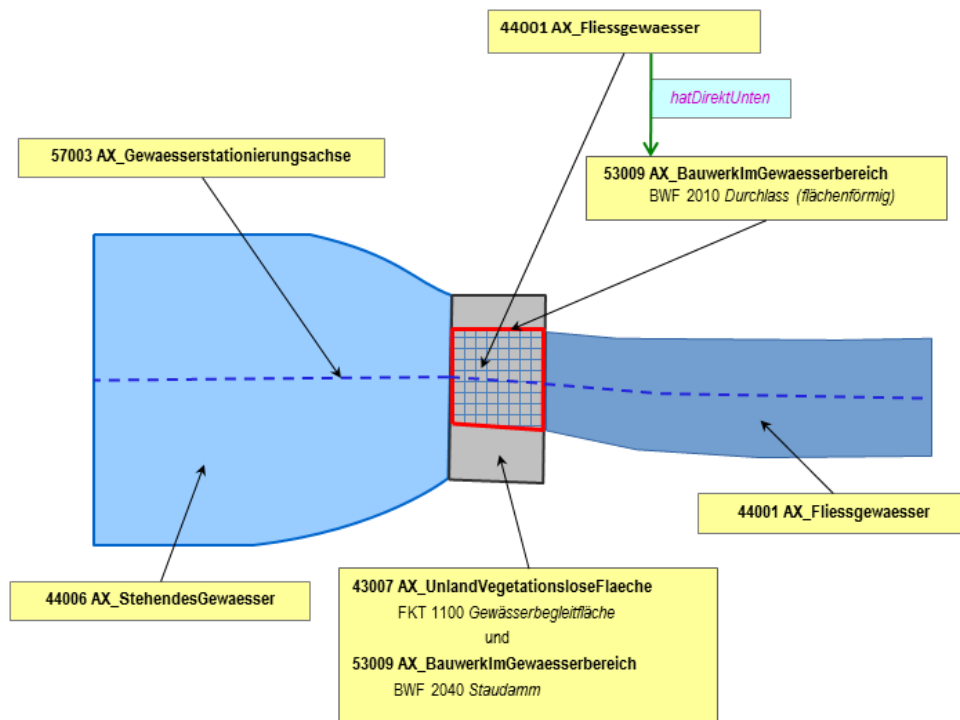 44001 AX_Fliessgewaesser
hatDirektUnten
57003 AX_Gewaesserstationierungsachse
53009 AX_BauwerkImGewaesserbereich
BWF 2010 Durchlass (flächenförmig)
44001 AX_Fliessgewaesser
44006 AX_StehendesGewaesser
43007 AX_UnlandVegetationsloseFlaeche
FKT 1100 Gewässerbegleitfläche
und
53009 AX_BauwerkImGewaesserbereich
BWF 2040 Staudamm